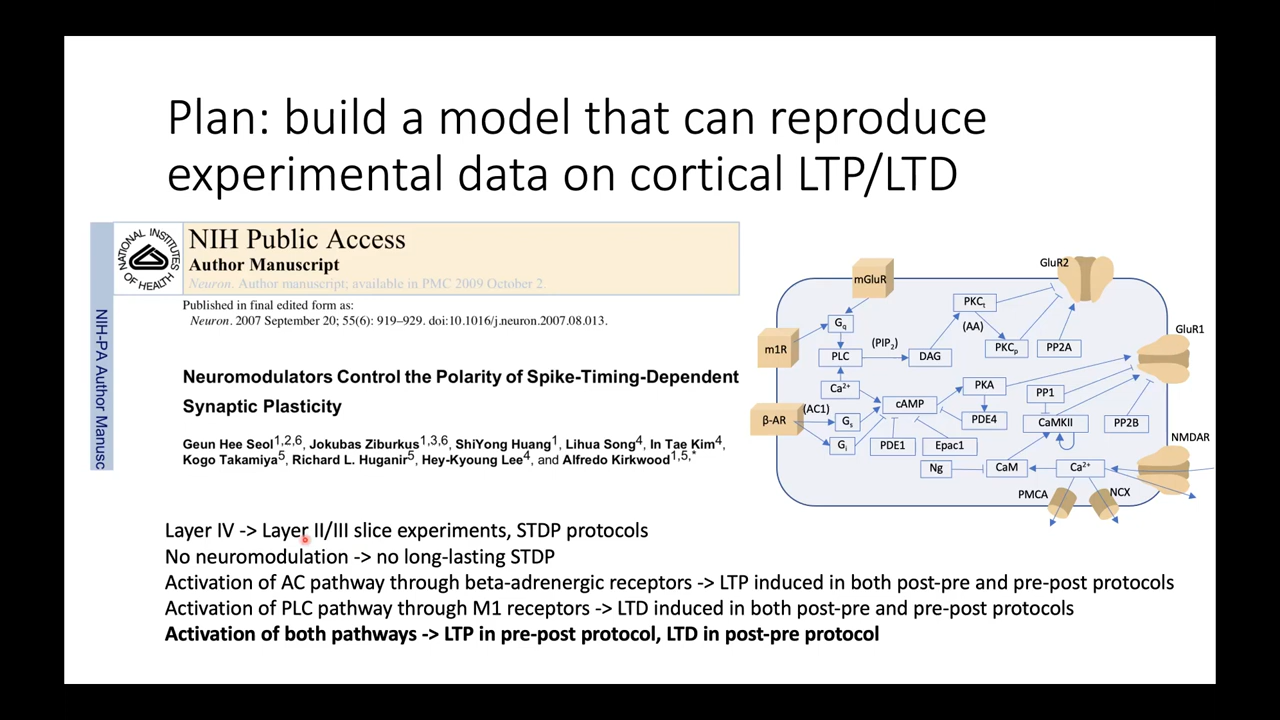 Plan: build a model that can reproduce
experimental data on cortical LTP/LTD
NATIONAL INSTITUTES OF HEALTH
NIH Public Access
Author Manuscript
Neuron. Author manuscript; available in PMC 2009 October 2.
NIH-PA Author Manusc
Published in final edited form as:
Neuron. 2007 September 20; 55(6): 919–929. doi:10.1016/j.neuron.2007.08.013.
Neuromodulators Control the Polarity of Spike-Timing-Dependent
Synaptic Plasticity
Geun Hee Seol1,2,6, Jokubas Ziburkus1,3,6, ShiYong Huang1, Lihua Song4, In Tae Kim4,
Kogo Takamiya5, Richard L. Huganir5, Hey-Kyoung Lee4, and Alfredo Kirkwood1,5,*
GluR2
mGluR
PKCt
Gq
(AA)
GluR1
m1R
(PIP2)
PLC
DAG
PKCp
PP2A
Ca2+
PKA
PP1
(AC1)
cAMP
β-AR
Gs
PDE4
CaMKII
PP2B
Gi
PDE1
Epac1
NMDAR
Ng
CaM
Ca2+
PMCA
NCX
Layer IV -> Layer II/III slice experiments, STDP protocols
No neuromodulation -> no long-lasting STDP
Activation of AC pathway through beta-adrenergic receptors -> LTP induced in both post-pre and pre-post protocols
Activation of PLC pathway through M1 receptors -> LTD induced in both post-pre and pre-post protocols
Activation of both pathways -> LTP in pre-post protocol, LTD in post-pre protocol